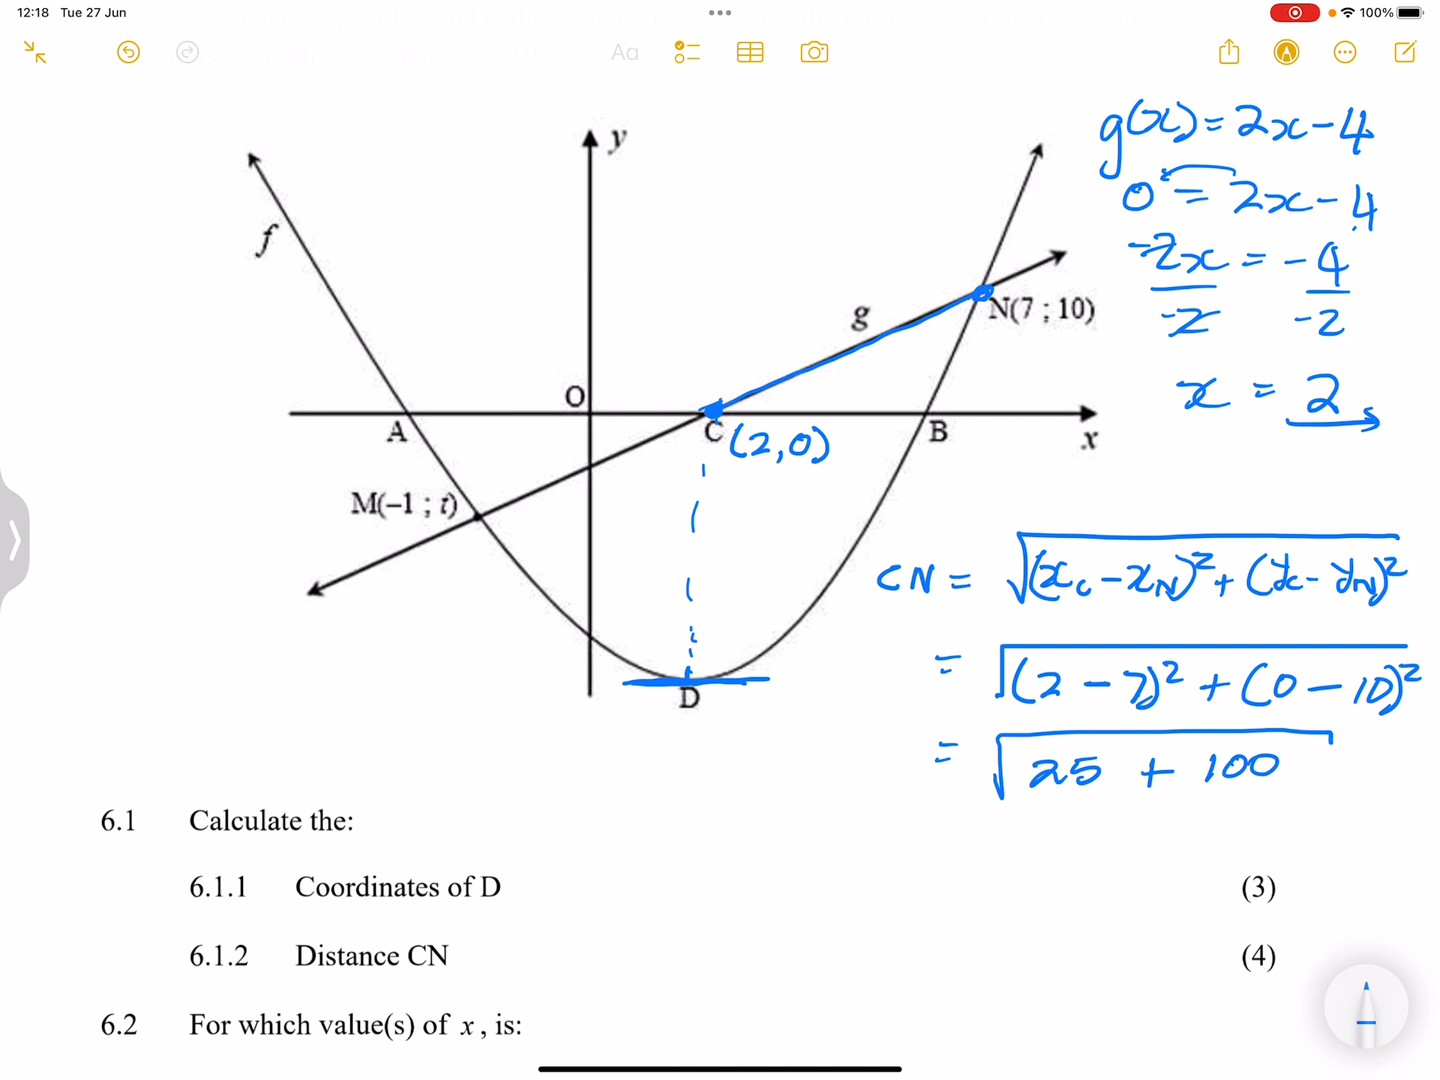 12:18 Tue 27 Jun
100%
Aa
y
f
g
N(7 ; 10)
O
A
C
(2,0)
B
x
M(−1 ; t)
D
g(x) = 2x - 4
0 = 2x - 4
-2x = -4
-2 -2
x = 2
CN = √(x_C - x_N)² + (y_C - y_N)²
= √(2 - 7)² + (0 - 10)²
= √25 + 100
6.1 Calculate the:
6.1.1 Coordinates of D (3)
6.1.2 Distance CN (4)
6.2 For which value(s) of x , is: